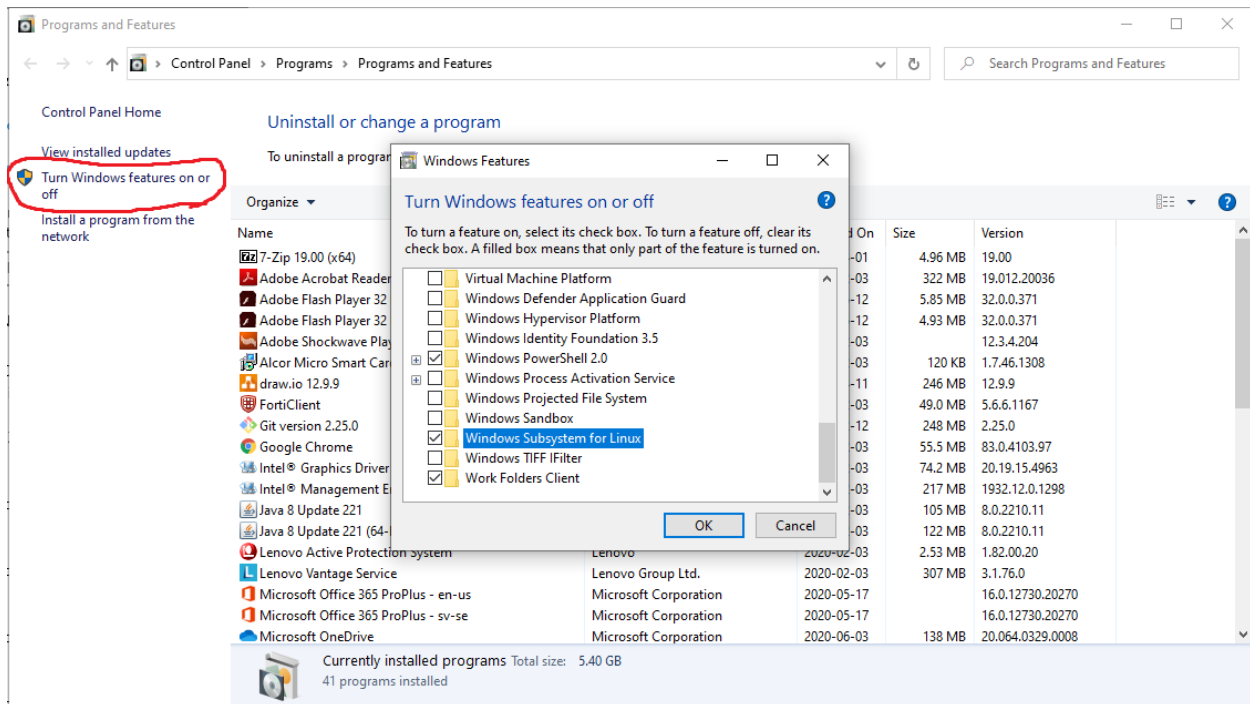 Programs and Features
Control Panel > Programs > Programs and Features
Search Programs and Features
Control Panel Home
View installed updates
Turn Windows features on or
off
Install a program from the
network
Uninstall or change a program
To uninstall a program
Organize
Name
d On
Size
Version
7-Zip 19.00 (x64)
-01
4.96 MB
19.00
Adobe Acrobat Reader
-03
322 MB
19.012.20036
Adobe Flash Player 32
-12
5.85 MB
32.0.0.371
Adobe Flash Player 32
-12
4.93 MB
32.0.0.371
Adobe Shockwave Play
-03
12.3.4.204
Alcor Micro Smart Car
-03
120 KB
1.7.46.1308
draw.io 12.9.9
-11
246 MB
12.9.9
FortiClient
-03
49.0 MB
5.6.6.1167
Git version 2.25.0
-12
248 MB
2.25.0
Google Chrome
-03
55.5 MB
83.0.4103.97
Intel® Graphics Driver
-03
74.2 MB
20.19.15.4963
Intel® Management E
-03
217 MB
1932.12.0.1298
Java 8 Update 221
-03
105 MB
8.0.2210.11
Java 8 Update 221 (64-
-03
122 MB
8.0.2210.11
Lenovo Active Protection System
Lenovo
2020-02-03
2.53 MB
1.82.00.20
Lenovo Vantage Service
Lenovo Group Ltd.
2020-02-03
307 MB
3.1.76.0
Microsoft Office 365 ProPlus - en-us
Microsoft Corporation
2020-05-17
16.0.12730.20270
Microsoft Office 365 ProPlus - sv-se
Microsoft Corporation
2020-05-17
16.0.12730.20270
Microsoft OneDrive
Microsoft Corporation
2020-06-03
138 MB
20.064.0329.0008
Currently installed programs Total size: 5.40 GB
41 programs installed
Windows Features
Turn Windows features on or off
To turn a feature on, select its check box. To turn a feature off, clear its
check box. A filled box means that only part of the feature is turned on.
Virtual Machine Platform
Windows Defender Application Guard
Windows Hypervisor Platform
Windows Identity Foundation 3.5
Windows PowerShell 2.0
Windows Process Activation Service
Windows Projected File System
Windows Sandbox
Windows Subsystem for Linux
Windows TIFF IFilter
Work Folders Client
OK
Cancel